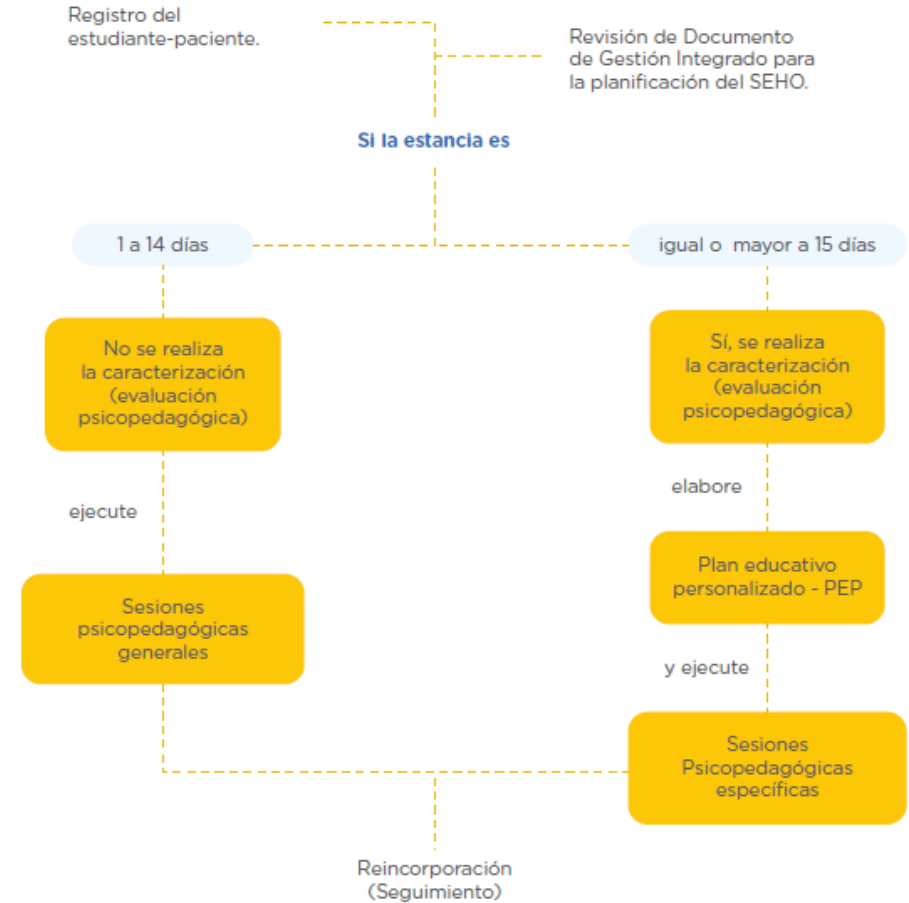 Registro del
estudiante-paciente.
Revisión de Documento
de Gestión Integrado para
la planificación del SEHO.
Si la estancia es
1 a 14 días
igual o mayor a 15 días
No se realiza
la caracterización
(evaluación
psicopedagógica)
Sí, se realiza
la caracterización
(evaluación
psicopedagógica)
ejecute
elabore
Plan educativo
personalizado - PEP
Sesiones
psicopedagógicas
generales
y ejecute
Sesiones
Psicopedagógicas
específicas
Reincorporación
(Seguimiento)